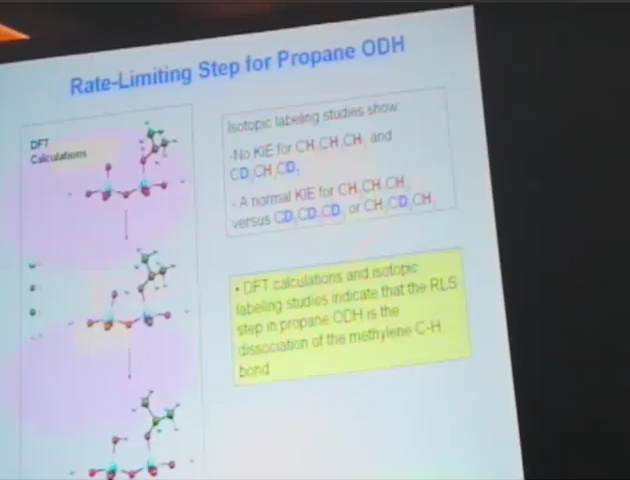 Rate-Limiting Step for Propane ODH
DFT
Calculations
Isotopic labeling studies show:
-No KIE for CH3CH2CH3 and
CD3CH2CD3
- A normal KIE for CH3CH2CH3
versus CD3CD2CD3 or CH3CD2CH3
• DFT calculations and isotopic
labeling studies indicate that the RLS
step in propane ODH is the
dissociation of the methylene C-H
bond